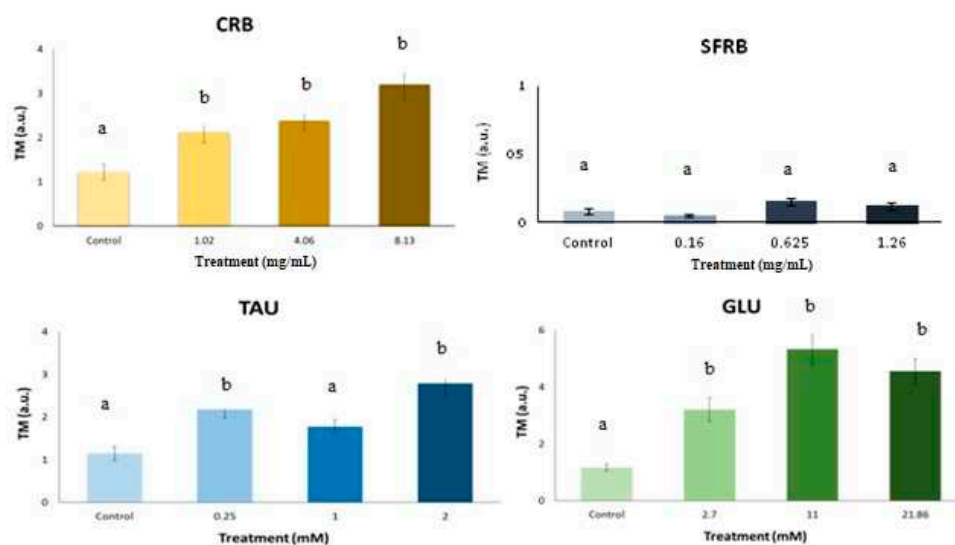 CRB
b
b
b
a
4
3
2
1
0
TM (a.u.)
Control 1.02 4.06 8.13
Treatment (mg/mL)
SFRB
1
05
0
TM (a.u.)
a a a a
Control 0.16 0.625 1.26
Treatment (mg/mL)
TAU
b
b a
a
4
3
2
1
0
TM (a.u.)
Control 0.25 1 2
Treatment (mM)
GLU
b
b
b
a
6
4
2
0
TM (a.u.)
Control 2.7 11 21.86
Treatment (mM)